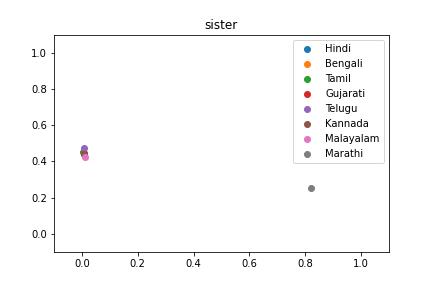 sister
1.0
0.8
0.6
0.4
0.2
0.0
0.0 0.2 0.4 0.6 0.8 1.0
Hindi
Bengali
Tamil
Gujarati
Telugu
Kannada
Malayalam
Marathi